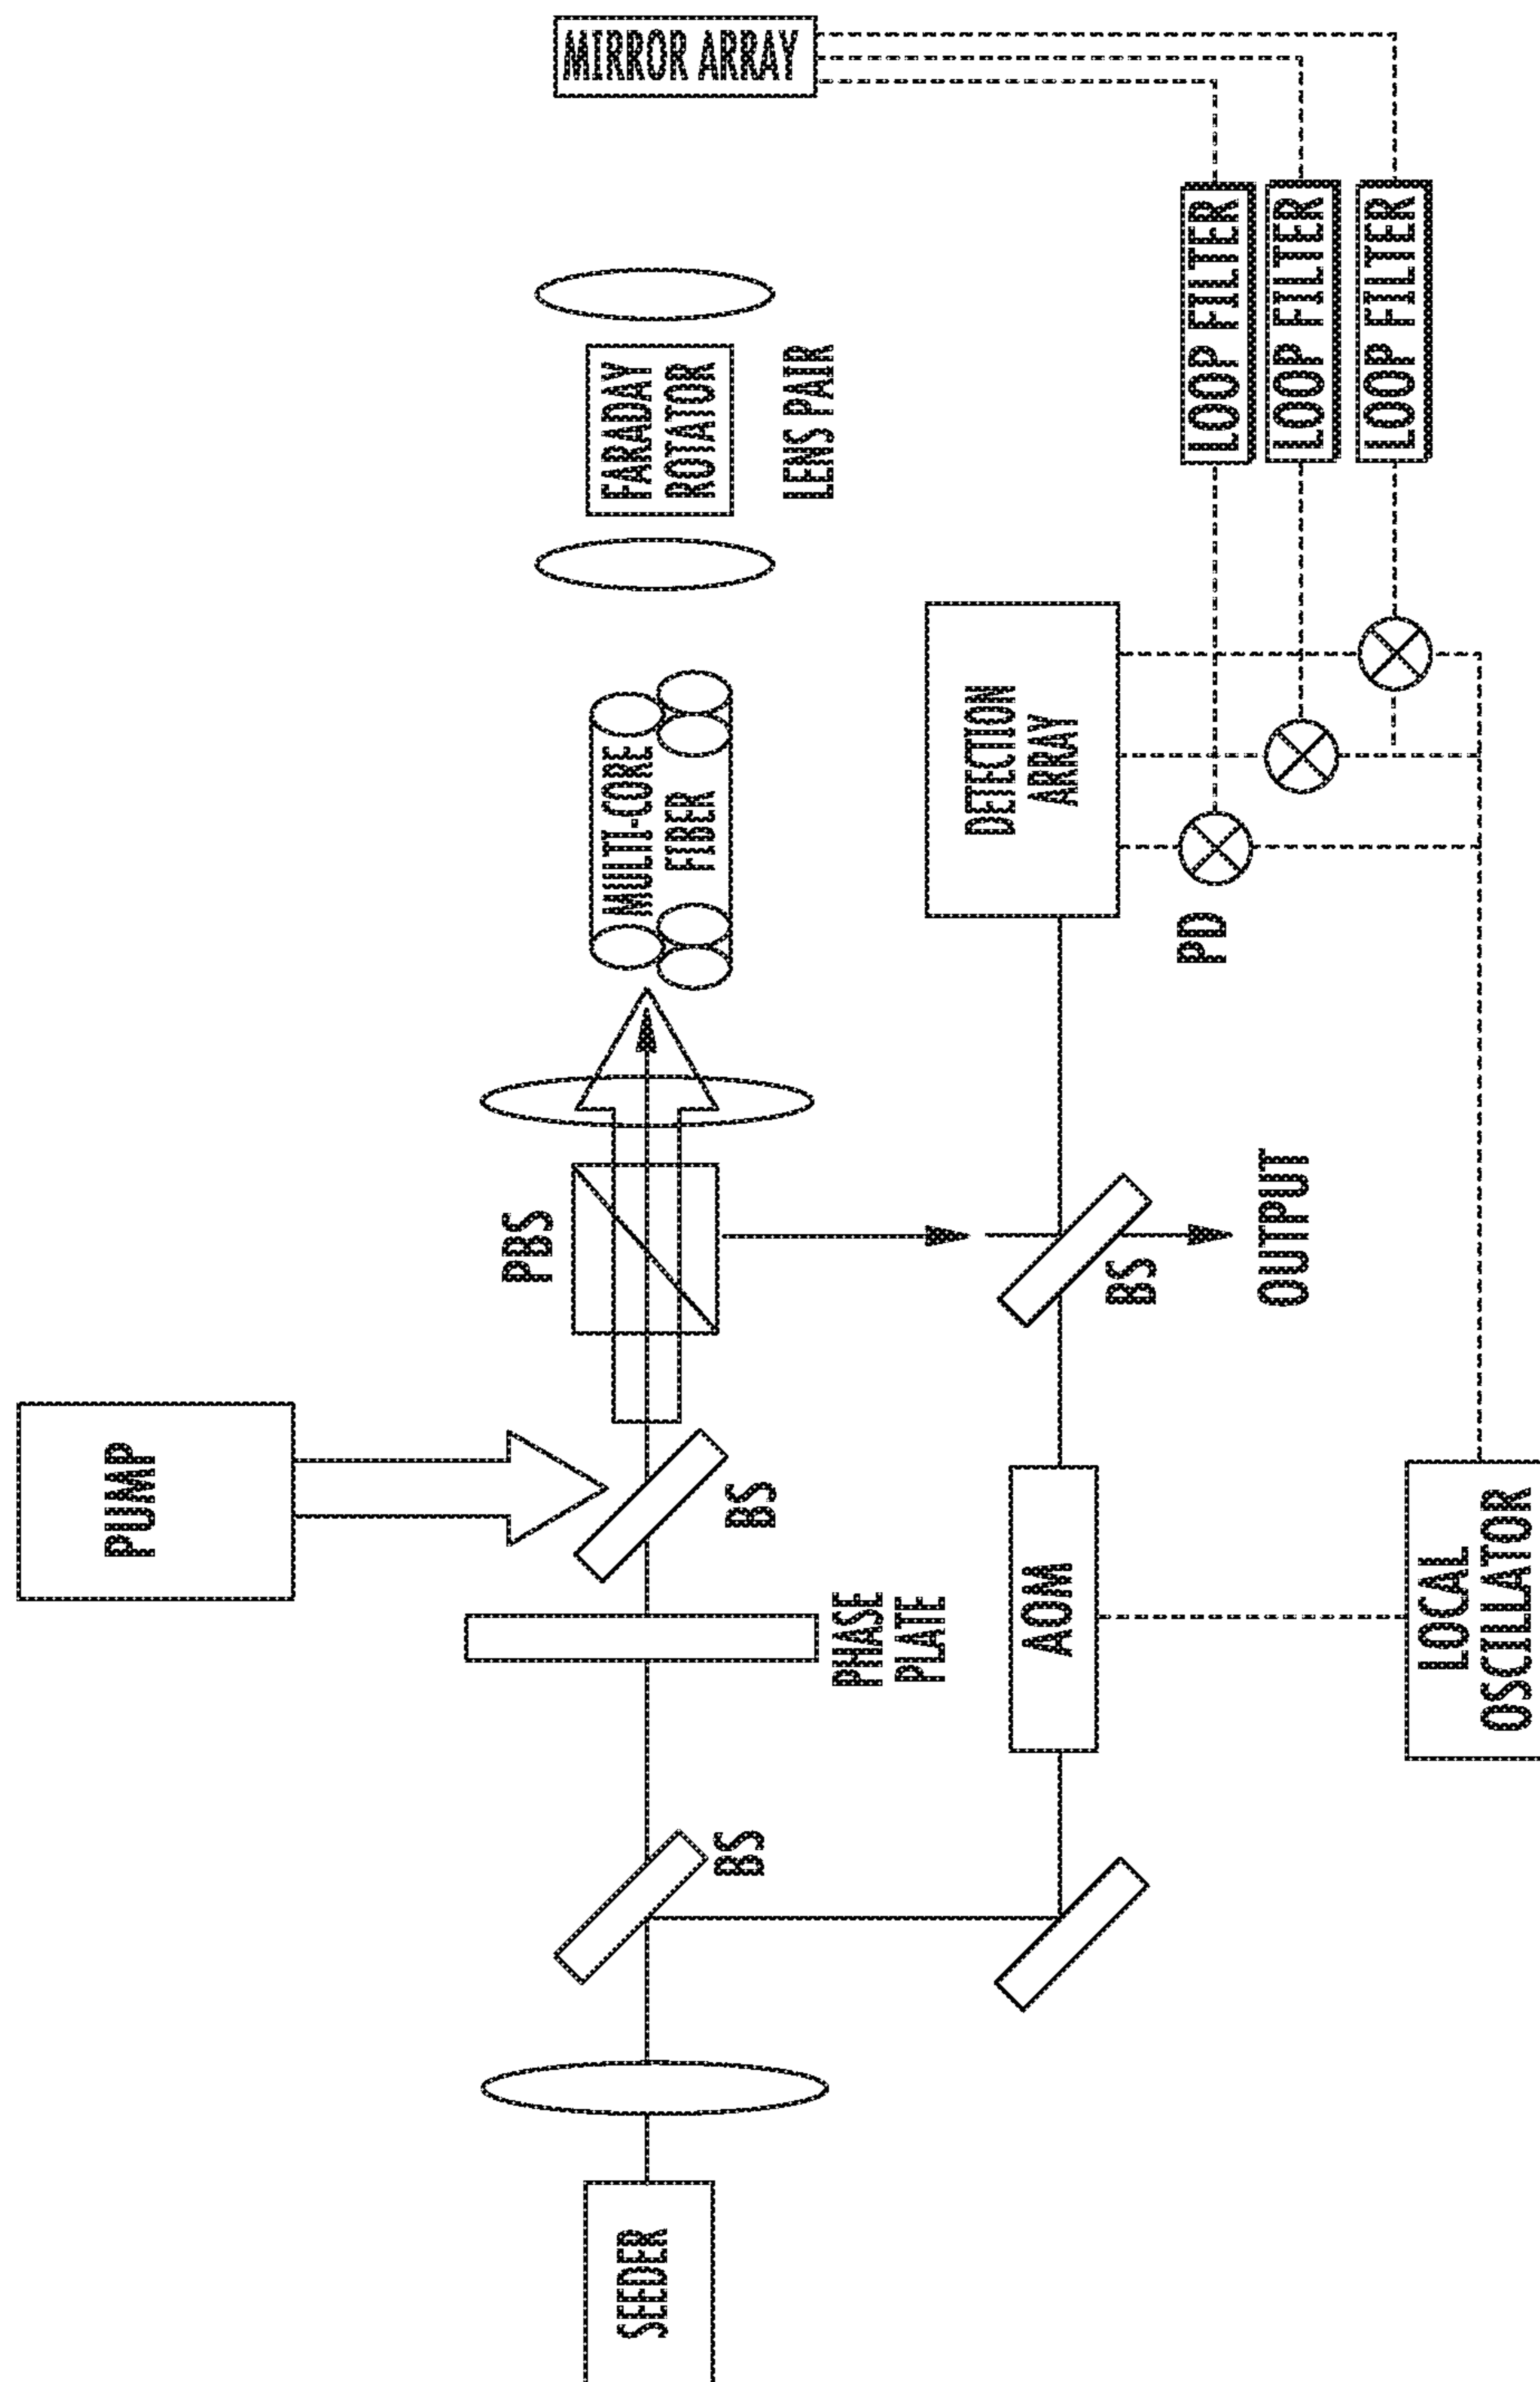 MIRROR ARRAY
FARADAY
ROTATOR
LENS PAIR
LOOP FILTER
LOOP FILTER
LOOP FILTER
MULTI-CORE
FIBER
DETECTION
ARRAY
PD
PBS
BS
OUTPUT
PUMP
BS
PHASE
PLATE
AOM
LOCAL
OSCILLATOR
BS
SEEDER